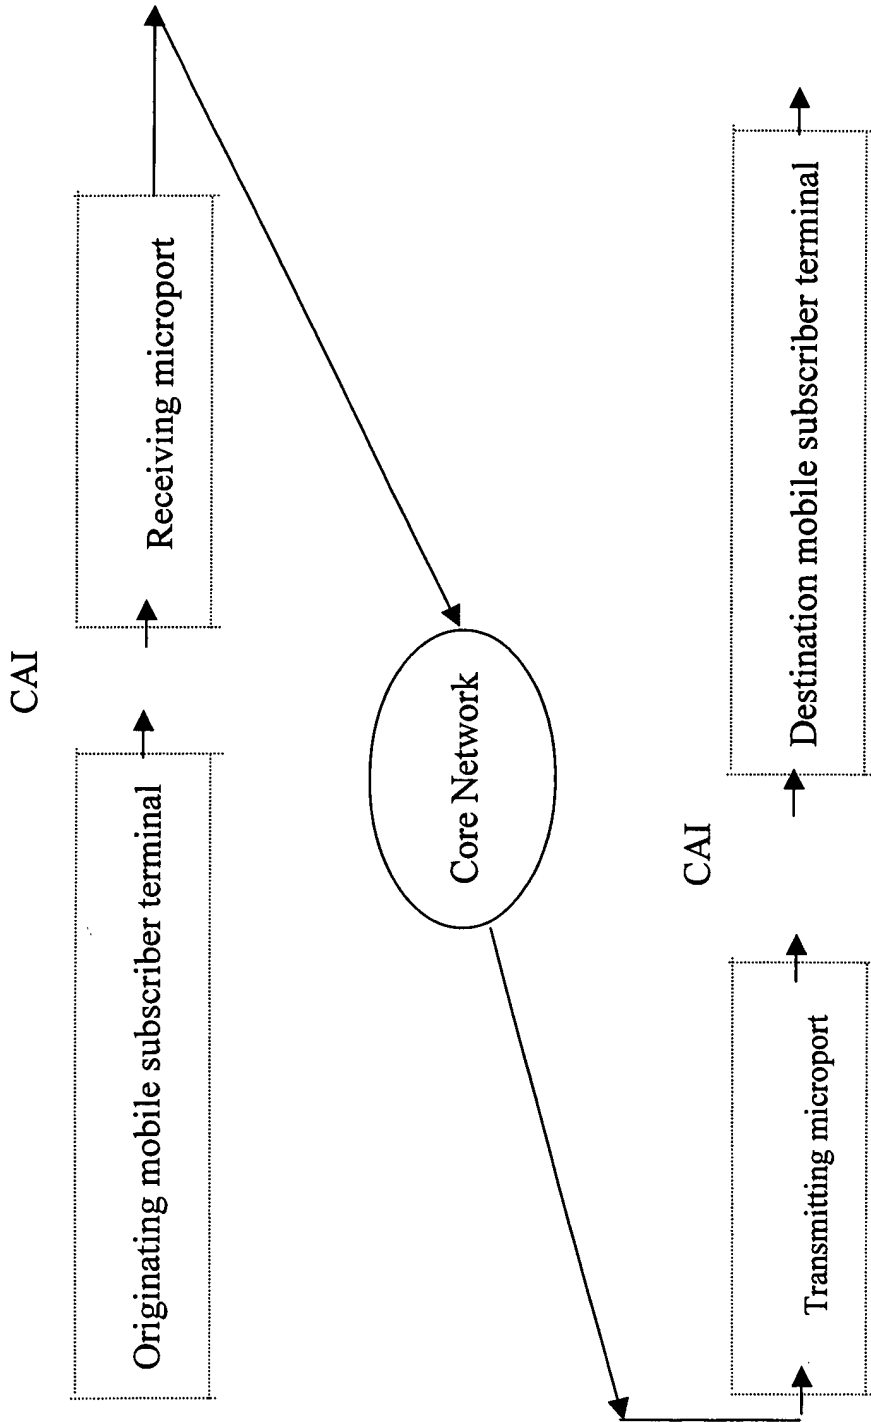 CAI
Originating mobile subscriber terminal
Receiving microport
Core Network
CAI
Transmitting microport
Destination mobile subscriber terminal